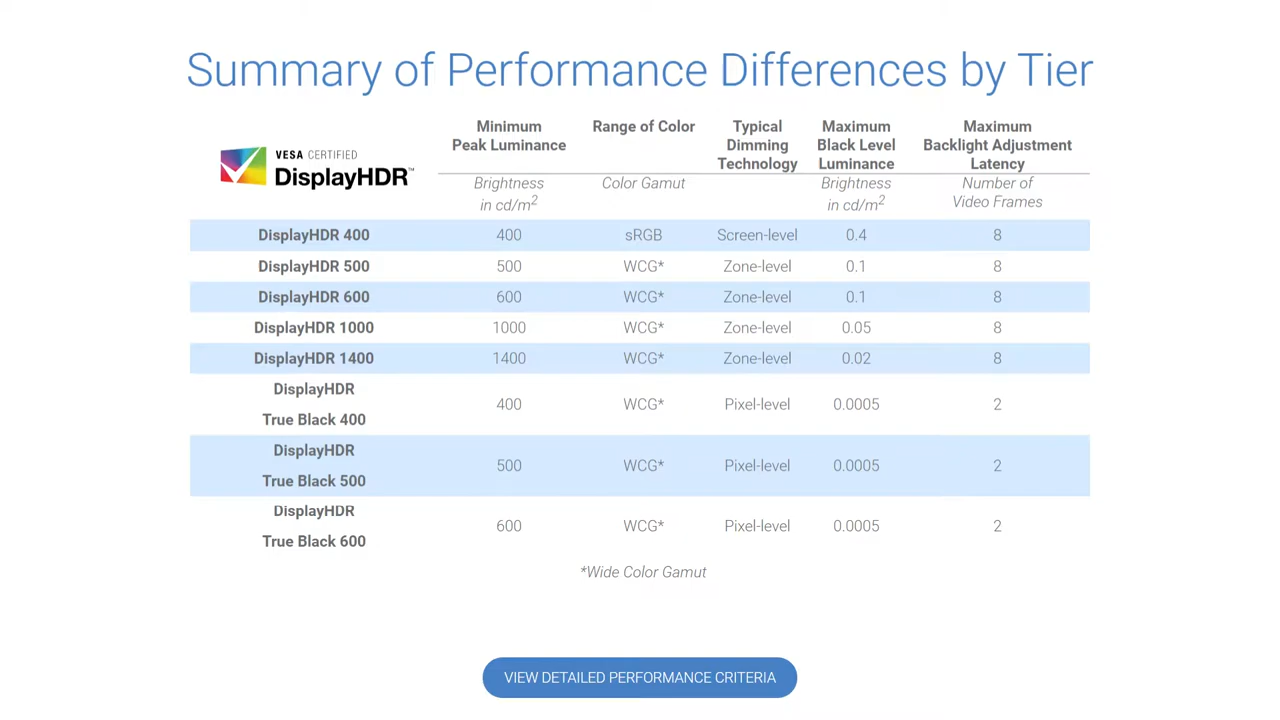 Summary of Performance Differences by Tier
VESA CERTIFIED
DisplayHDR™
Minimum
Peak Luminance
Range of Color
Typical
Dimming
Technology
Maximum
Black Level
Luminance
Maximum
Backlight Adjustment
Latency
Brightness
in cd/m2
Color Gamut
Brightness
in cd/m2
Number of
Video Frames
DisplayHDR 400 400 sRGB Screen-level 0.4 8
DisplayHDR 500 500 WCG* Zone-level 0.1 8
DisplayHDR 600 600 WCG* Zone-level 0.1 8
DisplayHDR 1000 1000 WCG* Zone-level 0.05 8
DisplayHDR 1400 1400 WCG* Zone-level 0.02 8
DisplayHDR
True Black 400
400 WCG* Pixel-level 0.0005 2
DisplayHDR
True Black 500
500 WCG* Pixel-level 0.0005 2
DisplayHDR
True Black 600
600 WCG* Pixel-level 0.0005 2
*Wide Color Gamut
VIEW DETAILED PERFORMANCE CRITERIA